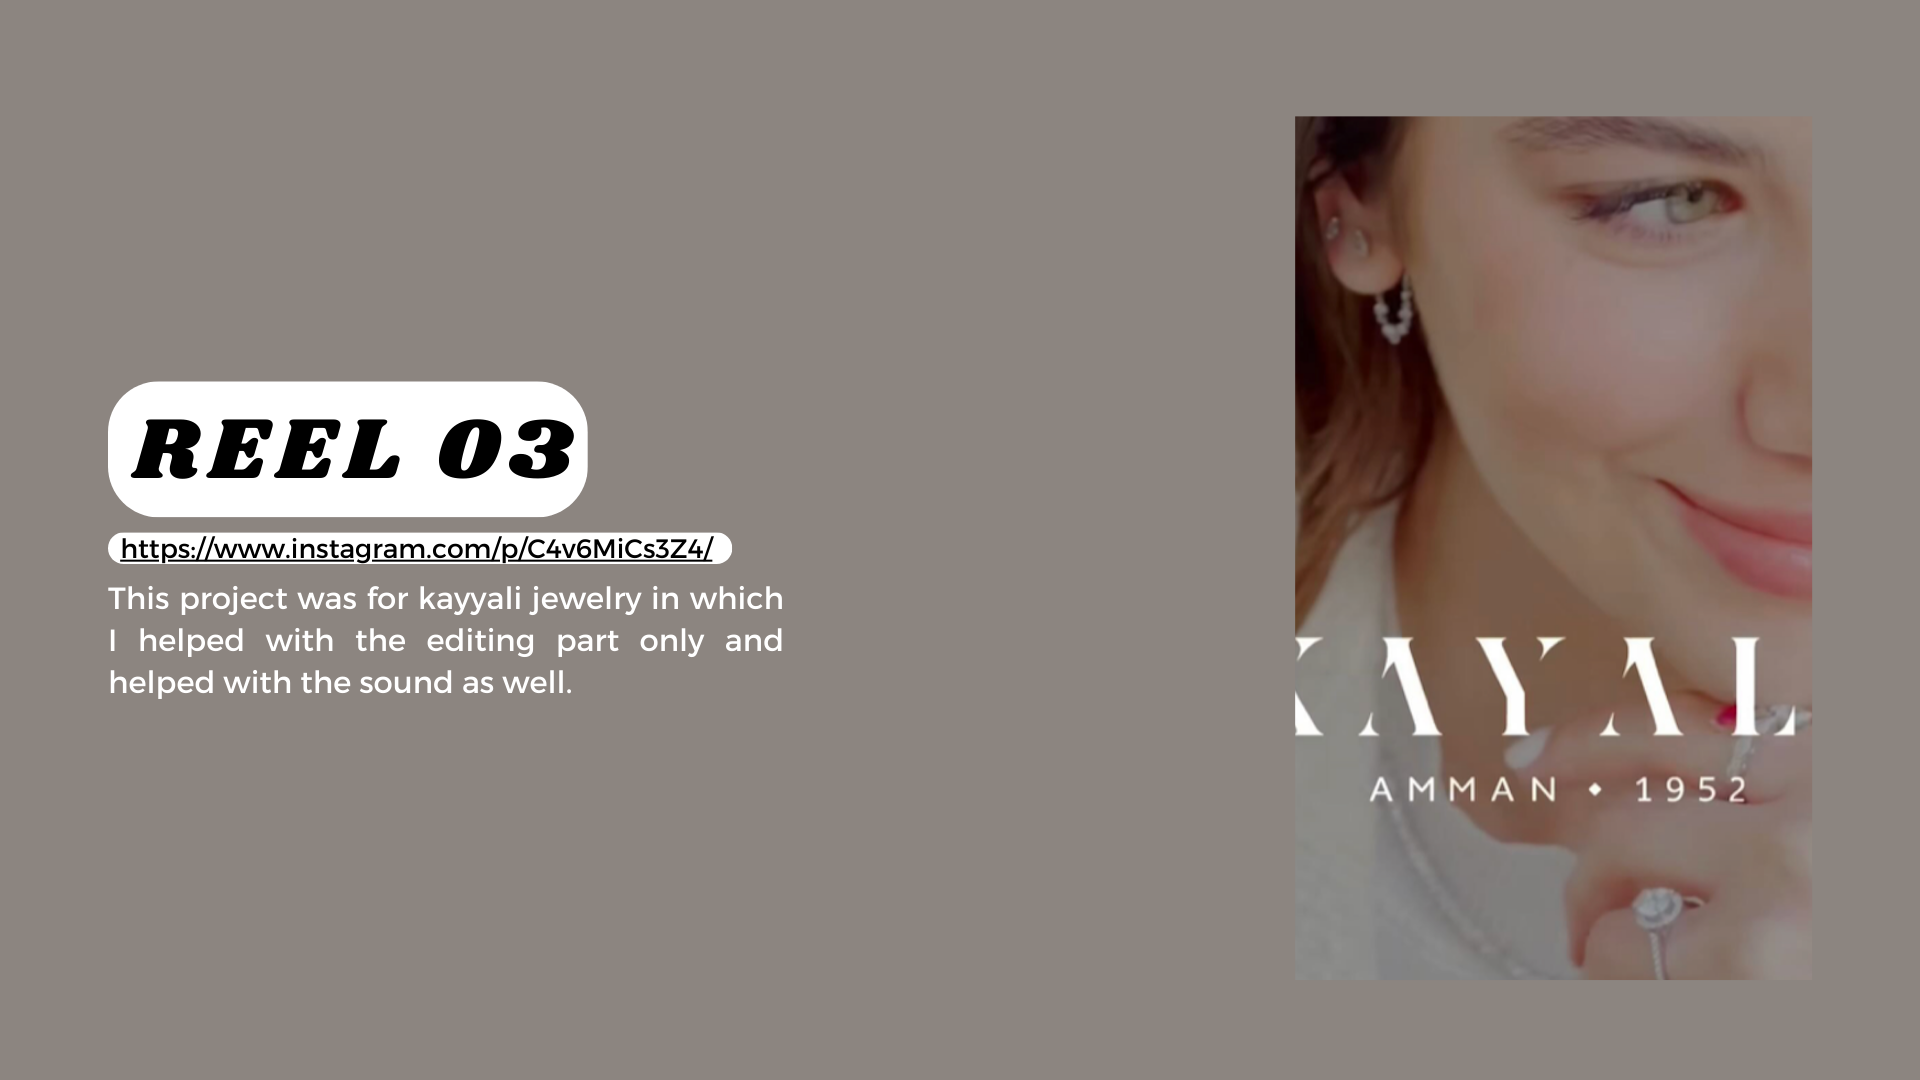 REEL 03
https://www.instagram.com/p/C4v6MiCs3Z4/
This project was for kayyali jewelry in which
I helped with the editing part only and
helped with the sound as well.
KAYAL
AMMAN • 1952